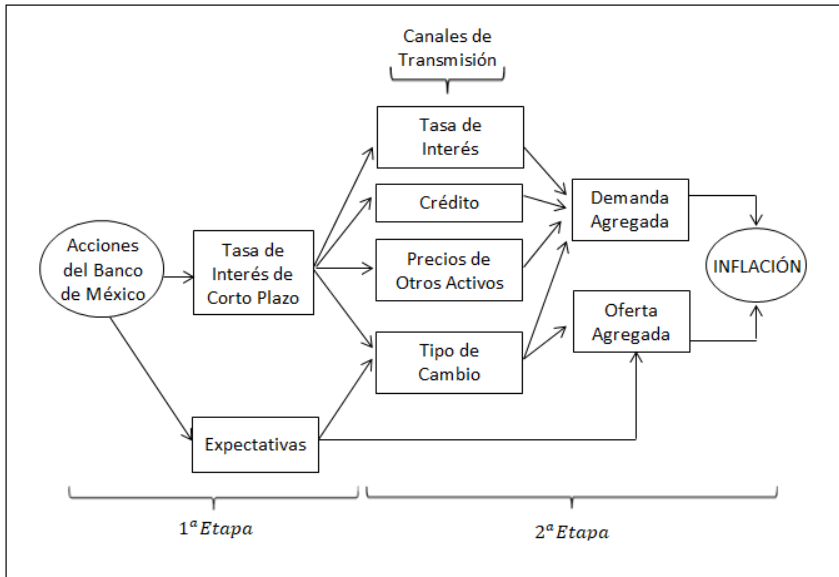 Canales de
Transmisión
Tasa de
Interés
Crédito
Precios de
Otros Activos
Tipo de
Cambio
Acciones
del Banco
de México
Tasa de
Interés de
Corto Plazo
Expectativas
Demanda
Agregada
Oferta
Agregada
INFLACIÓN
1ª Etapa
2ª Etapa